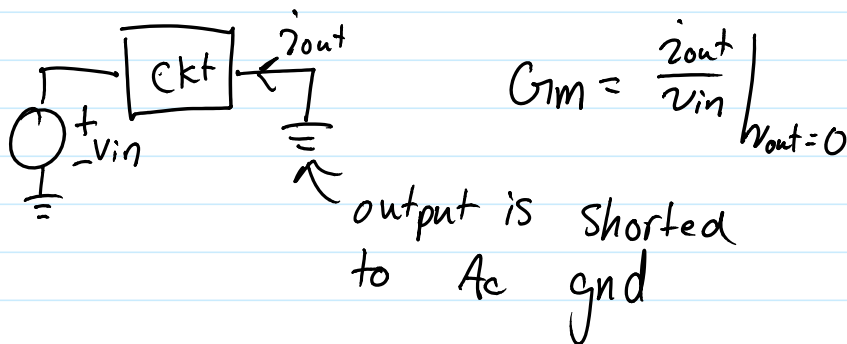 iout
Ckt
+
- Vin
Gm = iout / Vin | Vout = 0
output is shorted
to Ac gnd